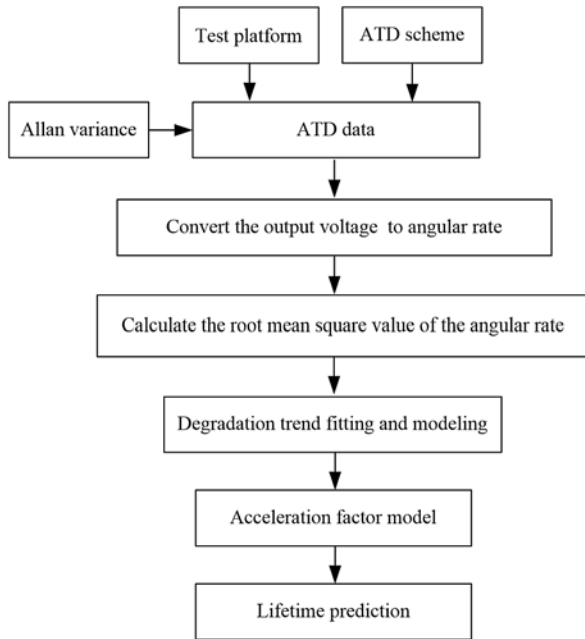 Test platform
ATD scheme
Allan variance
ATD data
Convert the output voltage to angular rate
Calculate the root mean square value of the angular rate
Degradation trend fitting and modeling
Acceleration factor model
Lifetime prediction